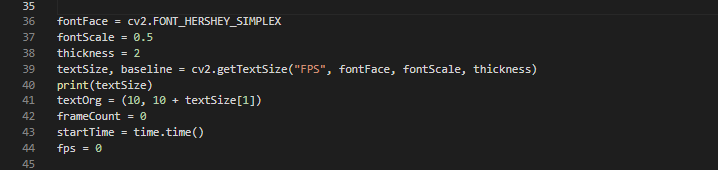 35
36 fontFace = cv2.FONT_HERSHEY_SIMPLEX
37 fontScale = 0.5
38 thickness = 2
39 textSize, baseline = cv2.getTextSize("FPS", fontFace, fontScale, thickness)
40 print(textSize)
41 textOrg = (10, 10 + textSize[1])
42 frameCount = 0
43 startTime = time.time()
44 fps = 0
45